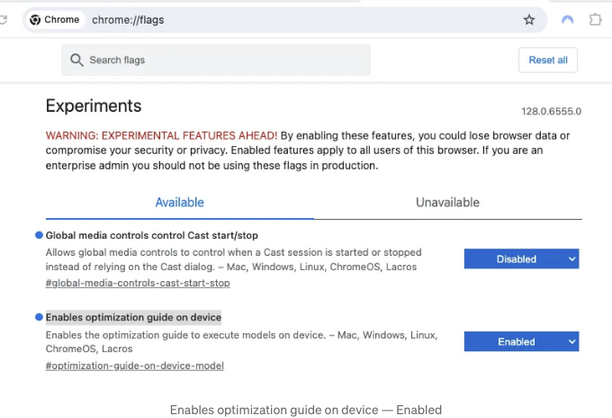 Chrome chrome://flags
Search flags
Reset all
Experiments
128.0.6555.0
WARNING: EXPERIMENTAL FEATURES AHEAD! By enabling these features, you could lose browser data or
compromise your security or privacy. Enabled features apply to all users of this browser. If you are an
enterprise admin you should not be using these flags in production.
Available
Unavailable
Global media controls control Cast start/stop
Allows global media controls to control when a Cast session is started or stopped
instead of relying on the Cast dialog. – Mac, Windows, Linux, ChromeOS, Lacros
#global-media-controls-cast-start-stop
Disabled
Enables optimization guide on device
Enables the optimization guide to execute models on device. – Mac, Windows, Linux,
ChromeOS, Lacros
#optimization-guide-on-device-model
Enabled
Enables optimization guide on device — Enabled